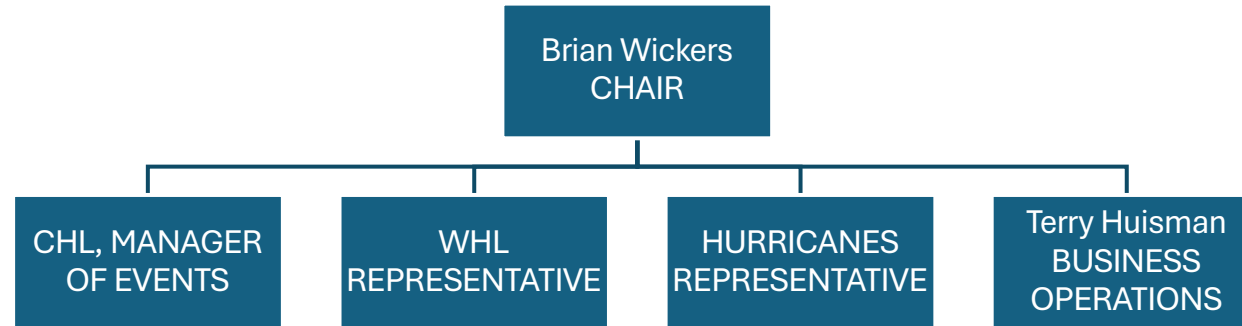 Brian Wickers
CHAIR
CHL, MANAGER
OF EVENTS
WHL
REPRESENTATIVE
HURRICANES
REPRESENTATIVE
Terry Huisman
BUSINESS
OPERATIONS